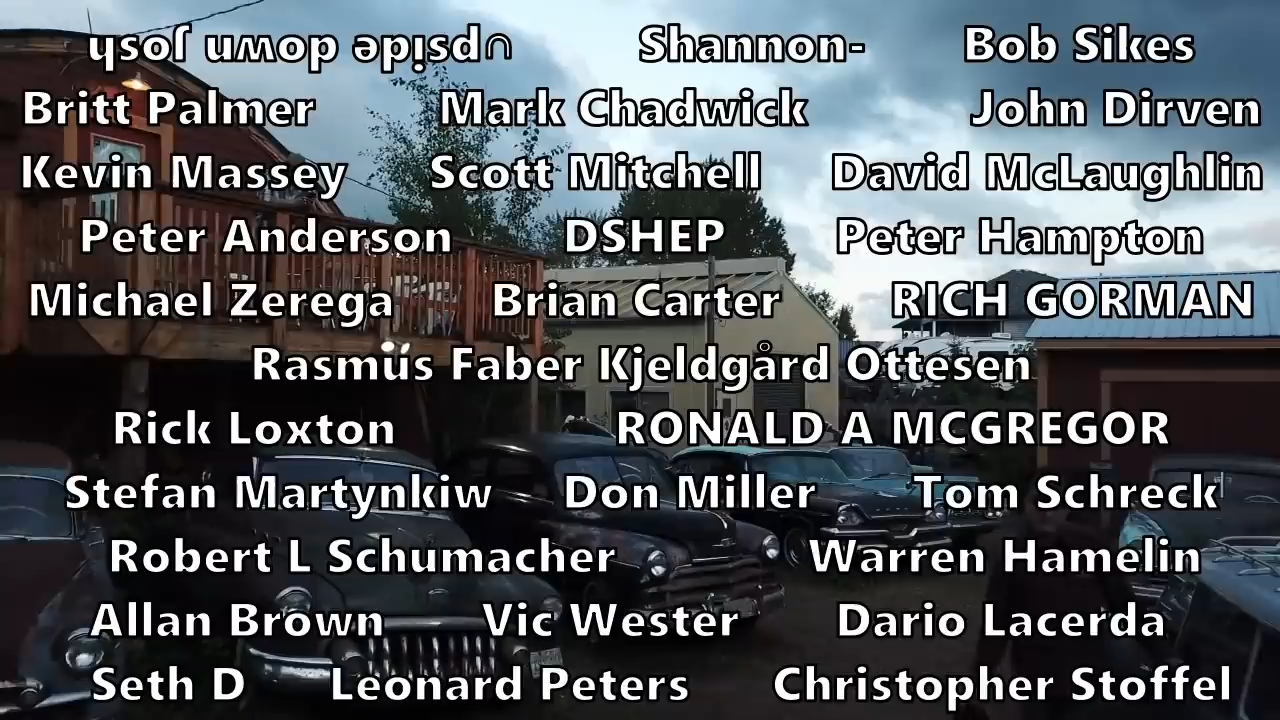 ɥsoſ uʍop ǝpᴉsd∩ Shannon- Bob Sikes
Britt Palmer Mark Chadwick John Dirven
Kevin Massey Scott Mitchell David McLaughlin
Peter Anderson DSHEP Peter Hampton
Michael Zerega Brian Carter RICH GORMAN
Rasmus Faber Kjeldgård Ottesen
Rick Loxton RONALD A MCGREGOR
Stefan Martynkiw Don Miller Tom Schreck
Robert L Schumacher Warren Hamelin
Allan Brown Vic Wester Dario Lacerda
Seth D Leonard Peters Christopher Stoffel